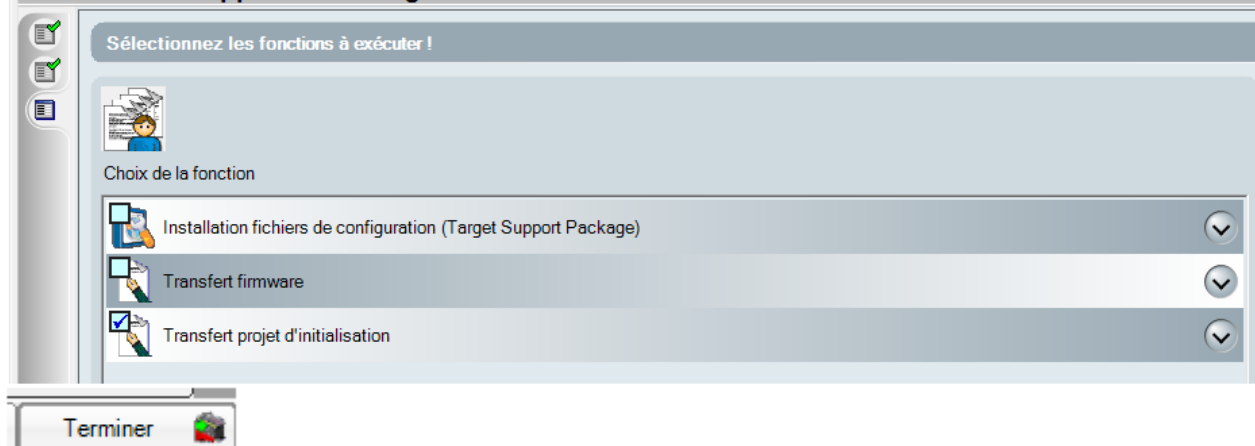 Sélectionnez les fonctions à exécuter !
Choix de la fonction
Installation fichiers de configuration (Target Support Package)
Transfert firmware
Transfert projet d'initialisation
Terminer